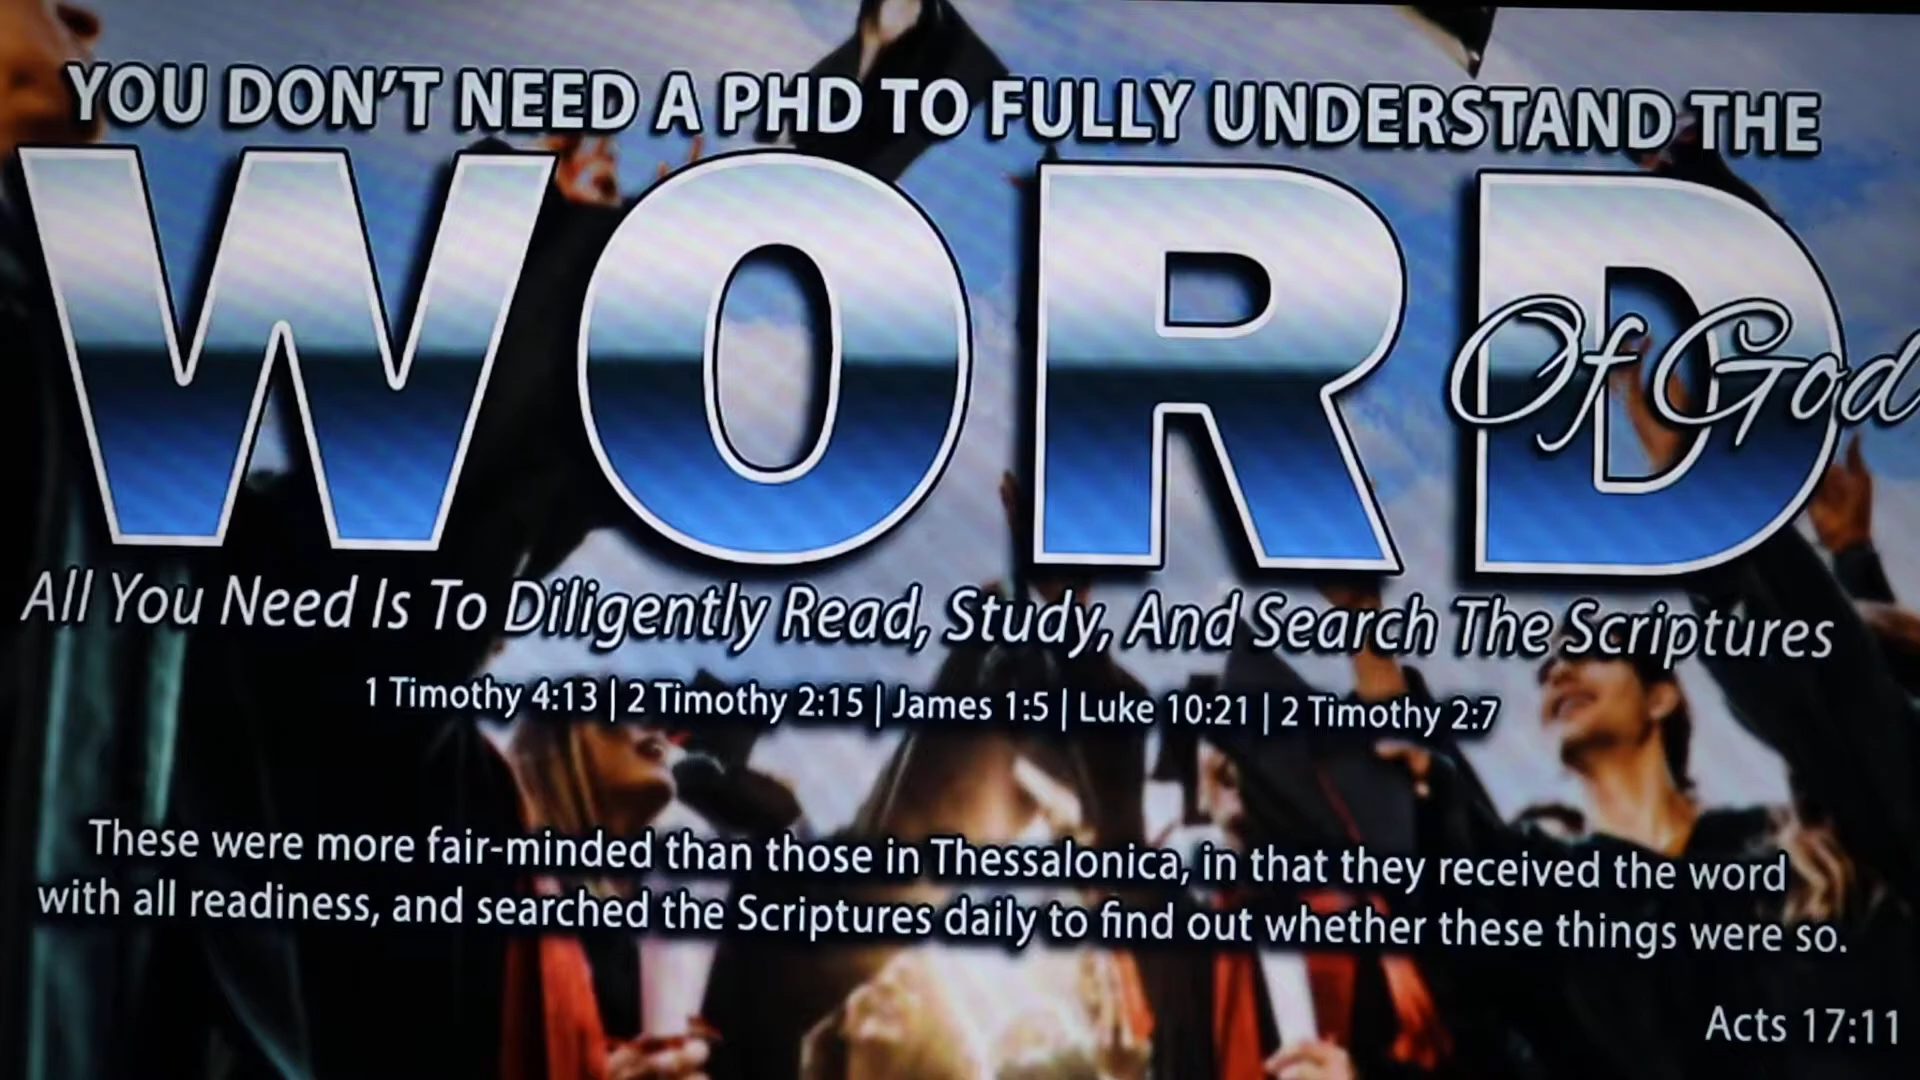 YOU DON'T NEED A PHD TO FULLY UNDERSTAND THE
WORD
Of God
All You Need Is To Diligently Read, Study, And Search The Scriptures
1 Timothy 4:13 | 2 Timothy 2:15 | James 1:5 | Luke 10:21 | 2 Timothy 2:7
These were more fair-minded than those in Thessalonica, in that they received the word
with all readiness, and searched the Scriptures daily to find out whether these things were so.
Acts 17:11